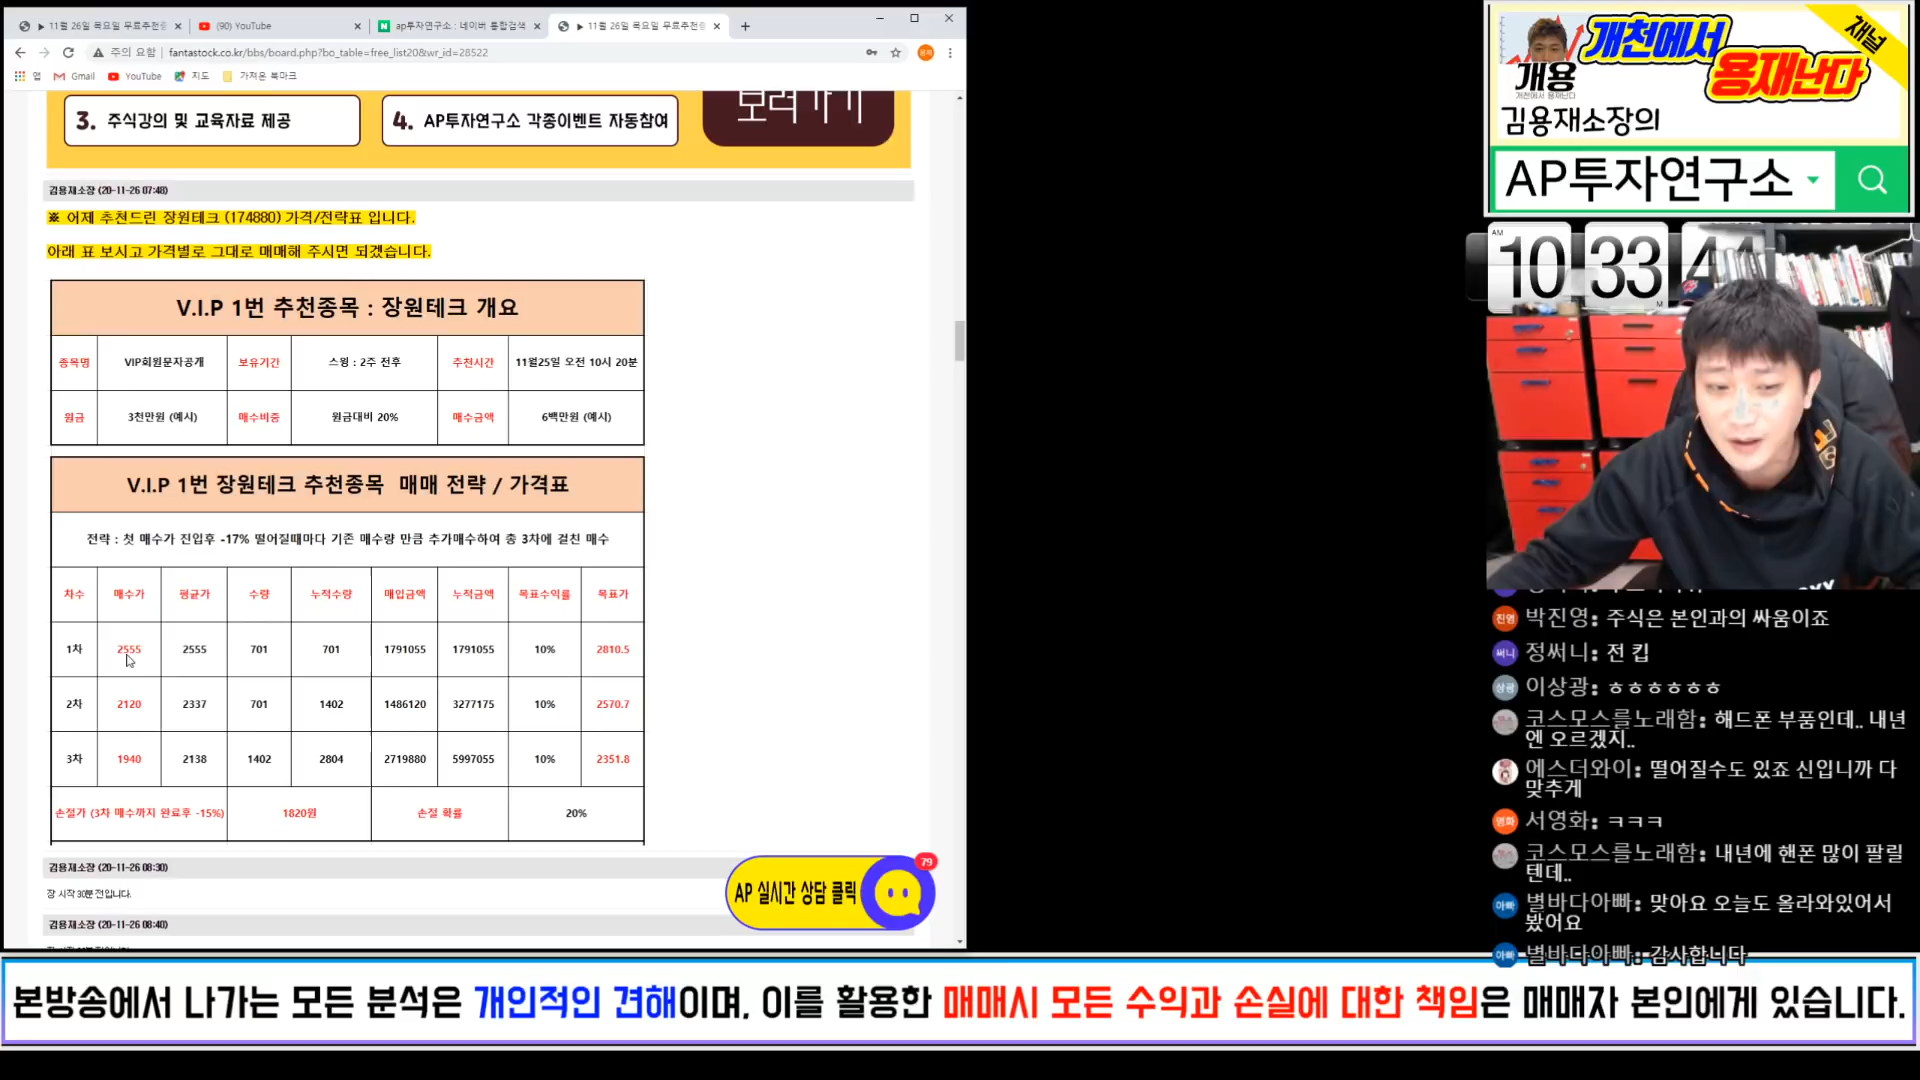 ▶ 11월 26일 목요일 무료추천
(90) YouTube
ap투자연구소 : 네이버 통합검색
▶ 11월 26일 목요일 무료추천
주의 요함
fantastock.co.kr/bbs/board.php?bo_table=free_list20&wr_id=28522
앱
Gmail
YouTube
지도
가져온 북마크
3. 주식강의 및 교육자료 제공
4. AP투자연구소 각종이벤트 자동참여
보러가기
김용재소장 (20-11-26 07:48)
※ 어제 추천드린 장원테크 (174880) 가격/전략표 입니다.
아래 표 보시고 가격별로 그대로 매매해 주시면 되겠습니다.
V.I.P 1번 추천종목 : 장원테크 개요
종목명 VIP회원문자공개 보유기간 스윙 : 2주 전후 추천시간 11월25일 오전 10시 20분
원금 3천만원 (예시) 매수비중 원금대비 20% 매수금액 6백만원 (예시)
V.I.P 1번 장원테크 추천종목 매매 전략 / 가격표
전략 : 첫 매수가 진입후 -17% 떨어질때마다 기존 매수량 만큼 추가매수하여 총 3차에 걸친 매수
차수 매수가 평균가 수량 누적수량 매입금액 누적금액 목표수익률 목표가
1차 2555 2555 701 701 1791055 1791055 10% 2810.5
2차 2120 2337 701 1402 1486120 3277175 10% 2570.7
3차 1940 2138 1402 2804 2719880 5997055 10% 2351.8
손절가 (3차 매수까지 완료후 -15%) 1820원 손절 확률 20%
김용재소장 (20-11-26 08:30)
장 시작 30분전입니다.
김용재소장 (20-11-26 08:40)
AP 실시간 상담 클릭
79
채널
개천에서
용재난다
개용
개천에서 용재난다
김용재소장의
AP투자연구소
AM
10 33
박진영: 주식은 본인과의 싸움이죠
정써니: 전 킵
이상광: ㅎㅎㅎㅎㅎㅎ
코스모스를노래함: 해드폰 부품인데.. 내년
엔 오르겠지..
에스더와이: 떨어질수도 있죠 신입니까 다
맞추게
서영화: ㅋㅋㅋ
코스모스를노래함: 내년에 핸폰 많이 팔릴
텐데..
별바다아빠: 맞아요 오늘도 올라와있어서
봤어요
별바다아빠: 감사합니다
본방송에서 나가는 모든 분석은 개인적인 견해이며, 이를 활용한 매매시 모든 수익과 손실에 대한 책임은 매매자 본인에게 있습니다.